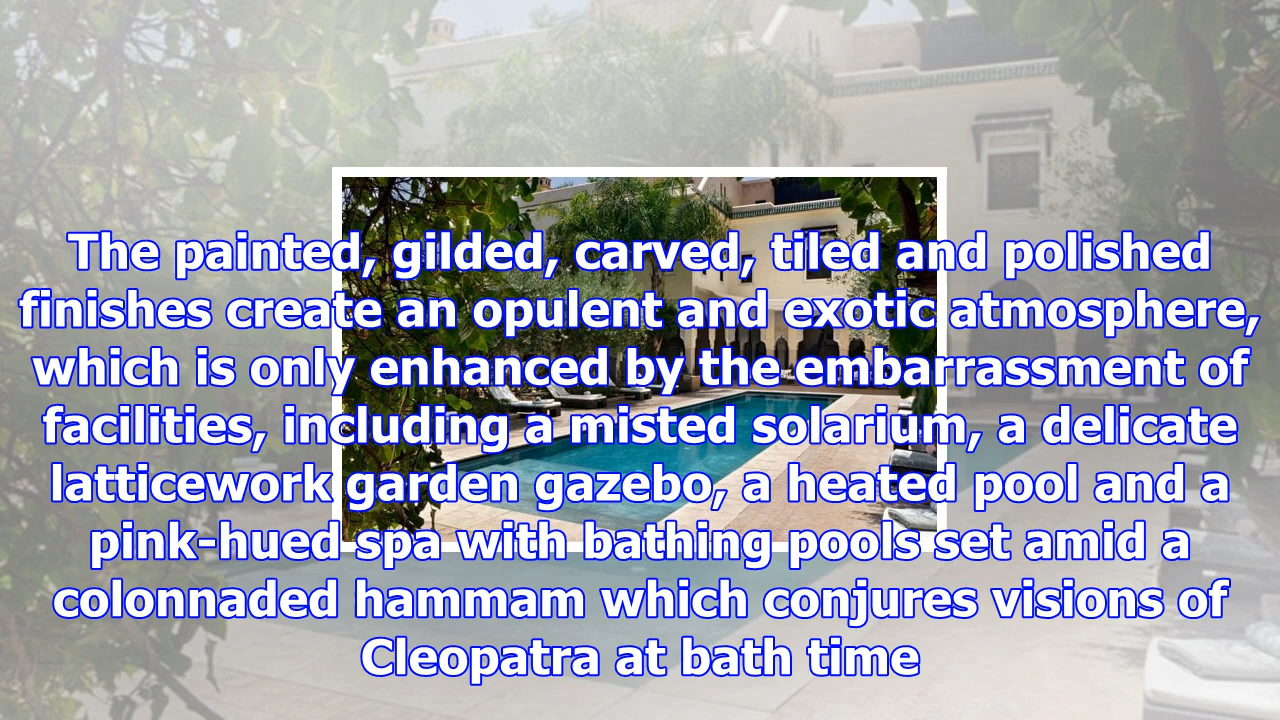 The painted, gilded, carved, tiled and polished
finishes create an opulent and exotic atmosphere,
which is only enhanced by the embarrassment of
facilities, including a misted solarium, a delicate
latticework garden gazebo, a heated pool and a
pink-hued spa with bathing pools set amid a
colonnaded hammam which conjures visions of
Cleopatra at bath time